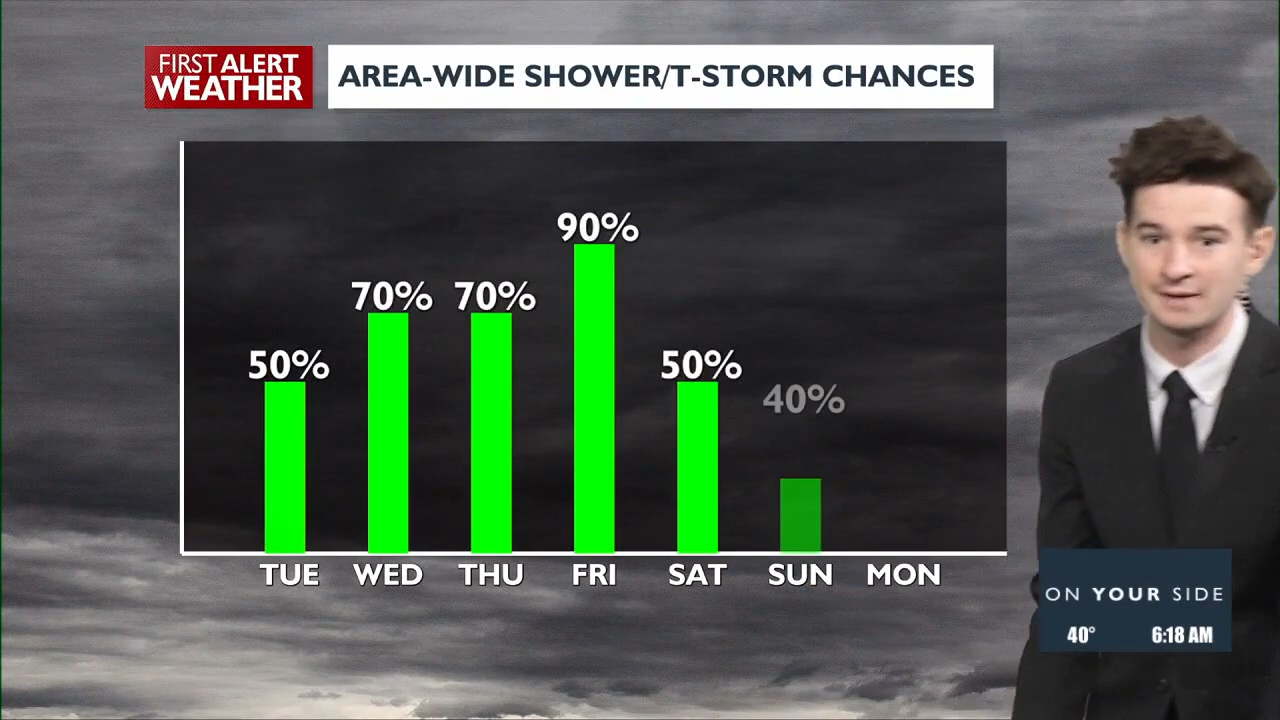 FIRST ALERT
WEATHER
AREA-WIDE SHOWER/T-STORM CHANCES
90%
70% 70%
50% 50%
40%
TUE WED THU FRI SAT SUN MON
ON YOUR SIDE
40° 6:18 AM